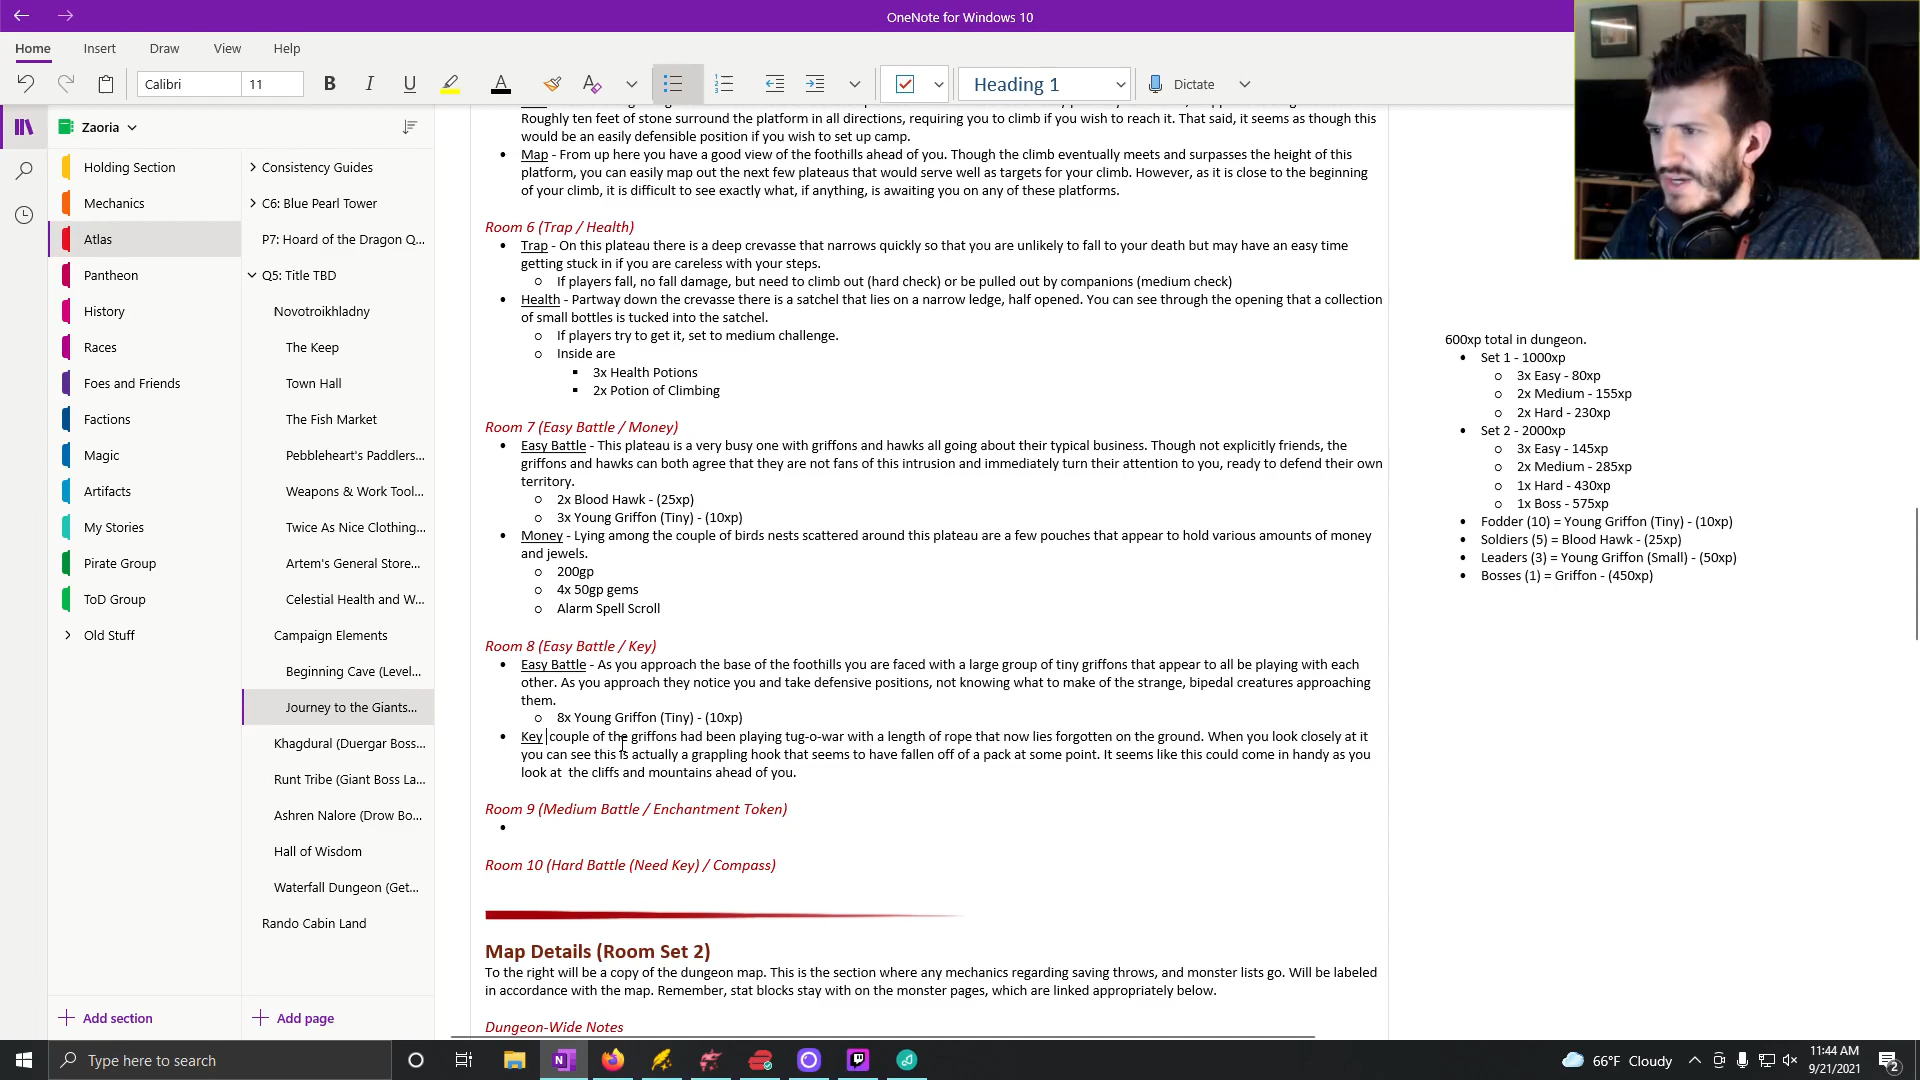 OneNote for Windows 10
Home
Insert
Draw
View
Help
Calibri
11
B
I
U
A
A
Heading 1
Dictate
Zaoria
Holding Section
Mechanics
Atlas
Pantheon
History
Races
Foes and Friends
Factions
Magic
Artifacts
My Stories
Pirate Group
ToD Group
Old Stuff
Add section
Consistency Guides
C6: Blue Pearl Tower
P7: Hoard of the Dragon Q...
Q5: Title TBD
Novotroikhladny
The Keep
Town Hall
The Fish Market
Pebbleheart's Paddlers...
Weapons & Work Tool...
Twice As Nice Clothing...
Artem's General Store...
Celestial Health and W...
Campaign Elements
Beginning Cave (Level...
Journey to the Giants...
Khagdural (Duergar Boss...
Runt Tribe (Giant Boss La...
Ashren Nalore (Drow Bo...
Hall of Wisdom
Waterfall Dungeon (Get...
Rando Cabin Land
Add page
Roughly ten feet of stone surround the platform in all directions, requiring you to climb if you wish to reach it. That said, it seems as though this
would be an easily defensible position if you wish to set up camp.
• Map - From up here you have a good view of the foothills ahead of you. Though the climb eventually meets and surpasses the height of this
platform, you can easily map out the next few plateaus that would serve well as targets for your climb. However, as it is close to the beginning
of your climb, it is difficult to see exactly what, if anything, is awaiting you on any of these platforms.
Room 6 (Trap / Health)
• Trap - On this plateau there is a deep crevasse that narrows quickly so that you are unlikely to fall to your death but may have an easy time
getting stuck in if you are careless with your steps.
o If players fall, no fall damage, but need to climb out (hard check) or be pulled out by companions (medium check)
• Health - Partway down the crevasse there is a satchel that lies on a narrow ledge, half opened. You can see through the opening that a collection
of small bottles is tucked into the satchel.
o If players try to get it, set to medium challenge.
o Inside are
▪ 3x Health Potions
▪ 2x Potion of Climbing
Room 7 (Easy Battle / Money)
• Easy Battle - This plateau is a very busy one with griffons and hawks all going about their typical business. Though not explicitly friends, the
griffons and hawks can both agree that they are not fans of this intrusion and immediately turn their attention to you, ready to defend their own
territory.
o 2x Blood Hawk - (25xp)
o 3x Young Griffon (Tiny) - (10xp)
• Money - Lying among the couple of birds nests scattered around this plateau are a few pouches that appear to hold various amounts of money
and jewels.
o 200gp
o 4x 50gp gems
o Alarm Spell Scroll
Room 8 (Easy Battle / Key)
• Easy Battle - As you approach the base of the foothills you are faced with a large group of tiny griffons that appear to all be playing with each
other. As you approach they notice you and take defensive positions, not knowing what to make of the strange, bipedal creatures approaching
them.
o 8x Young Griffon (Tiny) - (10xp)
• Key couple of the griffons had been playing tug-o-war with a length of rope that now lies forgotten on the ground. When you look closely at it
you can see this is actually a grappling hook that seems to have fallen off of a pack at some point. It seems like this could come in handy as you
look at the cliffs and mountains ahead of you.
Room 9 (Medium Battle / Enchantment Token)
•
Room 10 (Hard Battle (Need Key) / Compass)
Map Details (Room Set 2)
To the right will be a copy of the dungeon map. This is the section where any mechanics regarding saving throws, and monster lists go. Will be labeled
in accordance with the map. Remember, stat blocks stay with on the monster pages, which are linked appropriately below.
Dungeon-Wide Notes
600xp total in dungeon.
• Set 1 - 1000xp
o 3x Easy - 80xp
o 2x Medium - 155xp
o 2x Hard - 230xp
• Set 2 - 2000xp
o 3x Easy - 145xp
o 2x Medium - 285xp
o 1x Hard - 430xp
o 1x Boss - 575xp
• Fodder (10) = Young Griffon (Tiny) - (10xp)
• Soldiers (5) = Blood Hawk - (25xp)
• Leaders (3) = Young Griffon (Small) - (50xp)
• Bosses (1) = Griffon - (450xp)
Type here to search
66°F Cloudy
11:44 AM
9/21/2021
2